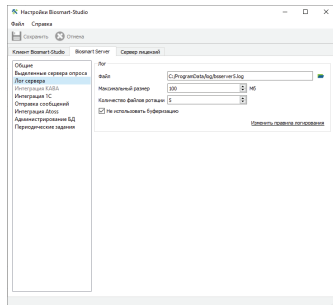 Настройки Biosmart-Studio
Файл Справка
Сохранить Отмена
Клиент Biosmart-Studio Biosmart Server Сервер лицензий
Общие
Выделенные сервера опроса
Лог сервера
Интеграция КАВА
Интеграция 1С
Отправка сообщений
Интеграция Atoss
Администрирование БД
Периодические задания
Лог
Файл C:/ProgramData/log/bsserver5.log
Максимальный размер 100 Мб
Количество файлов ротации 5
Не использовать буферизацию
Изменить правила логирования